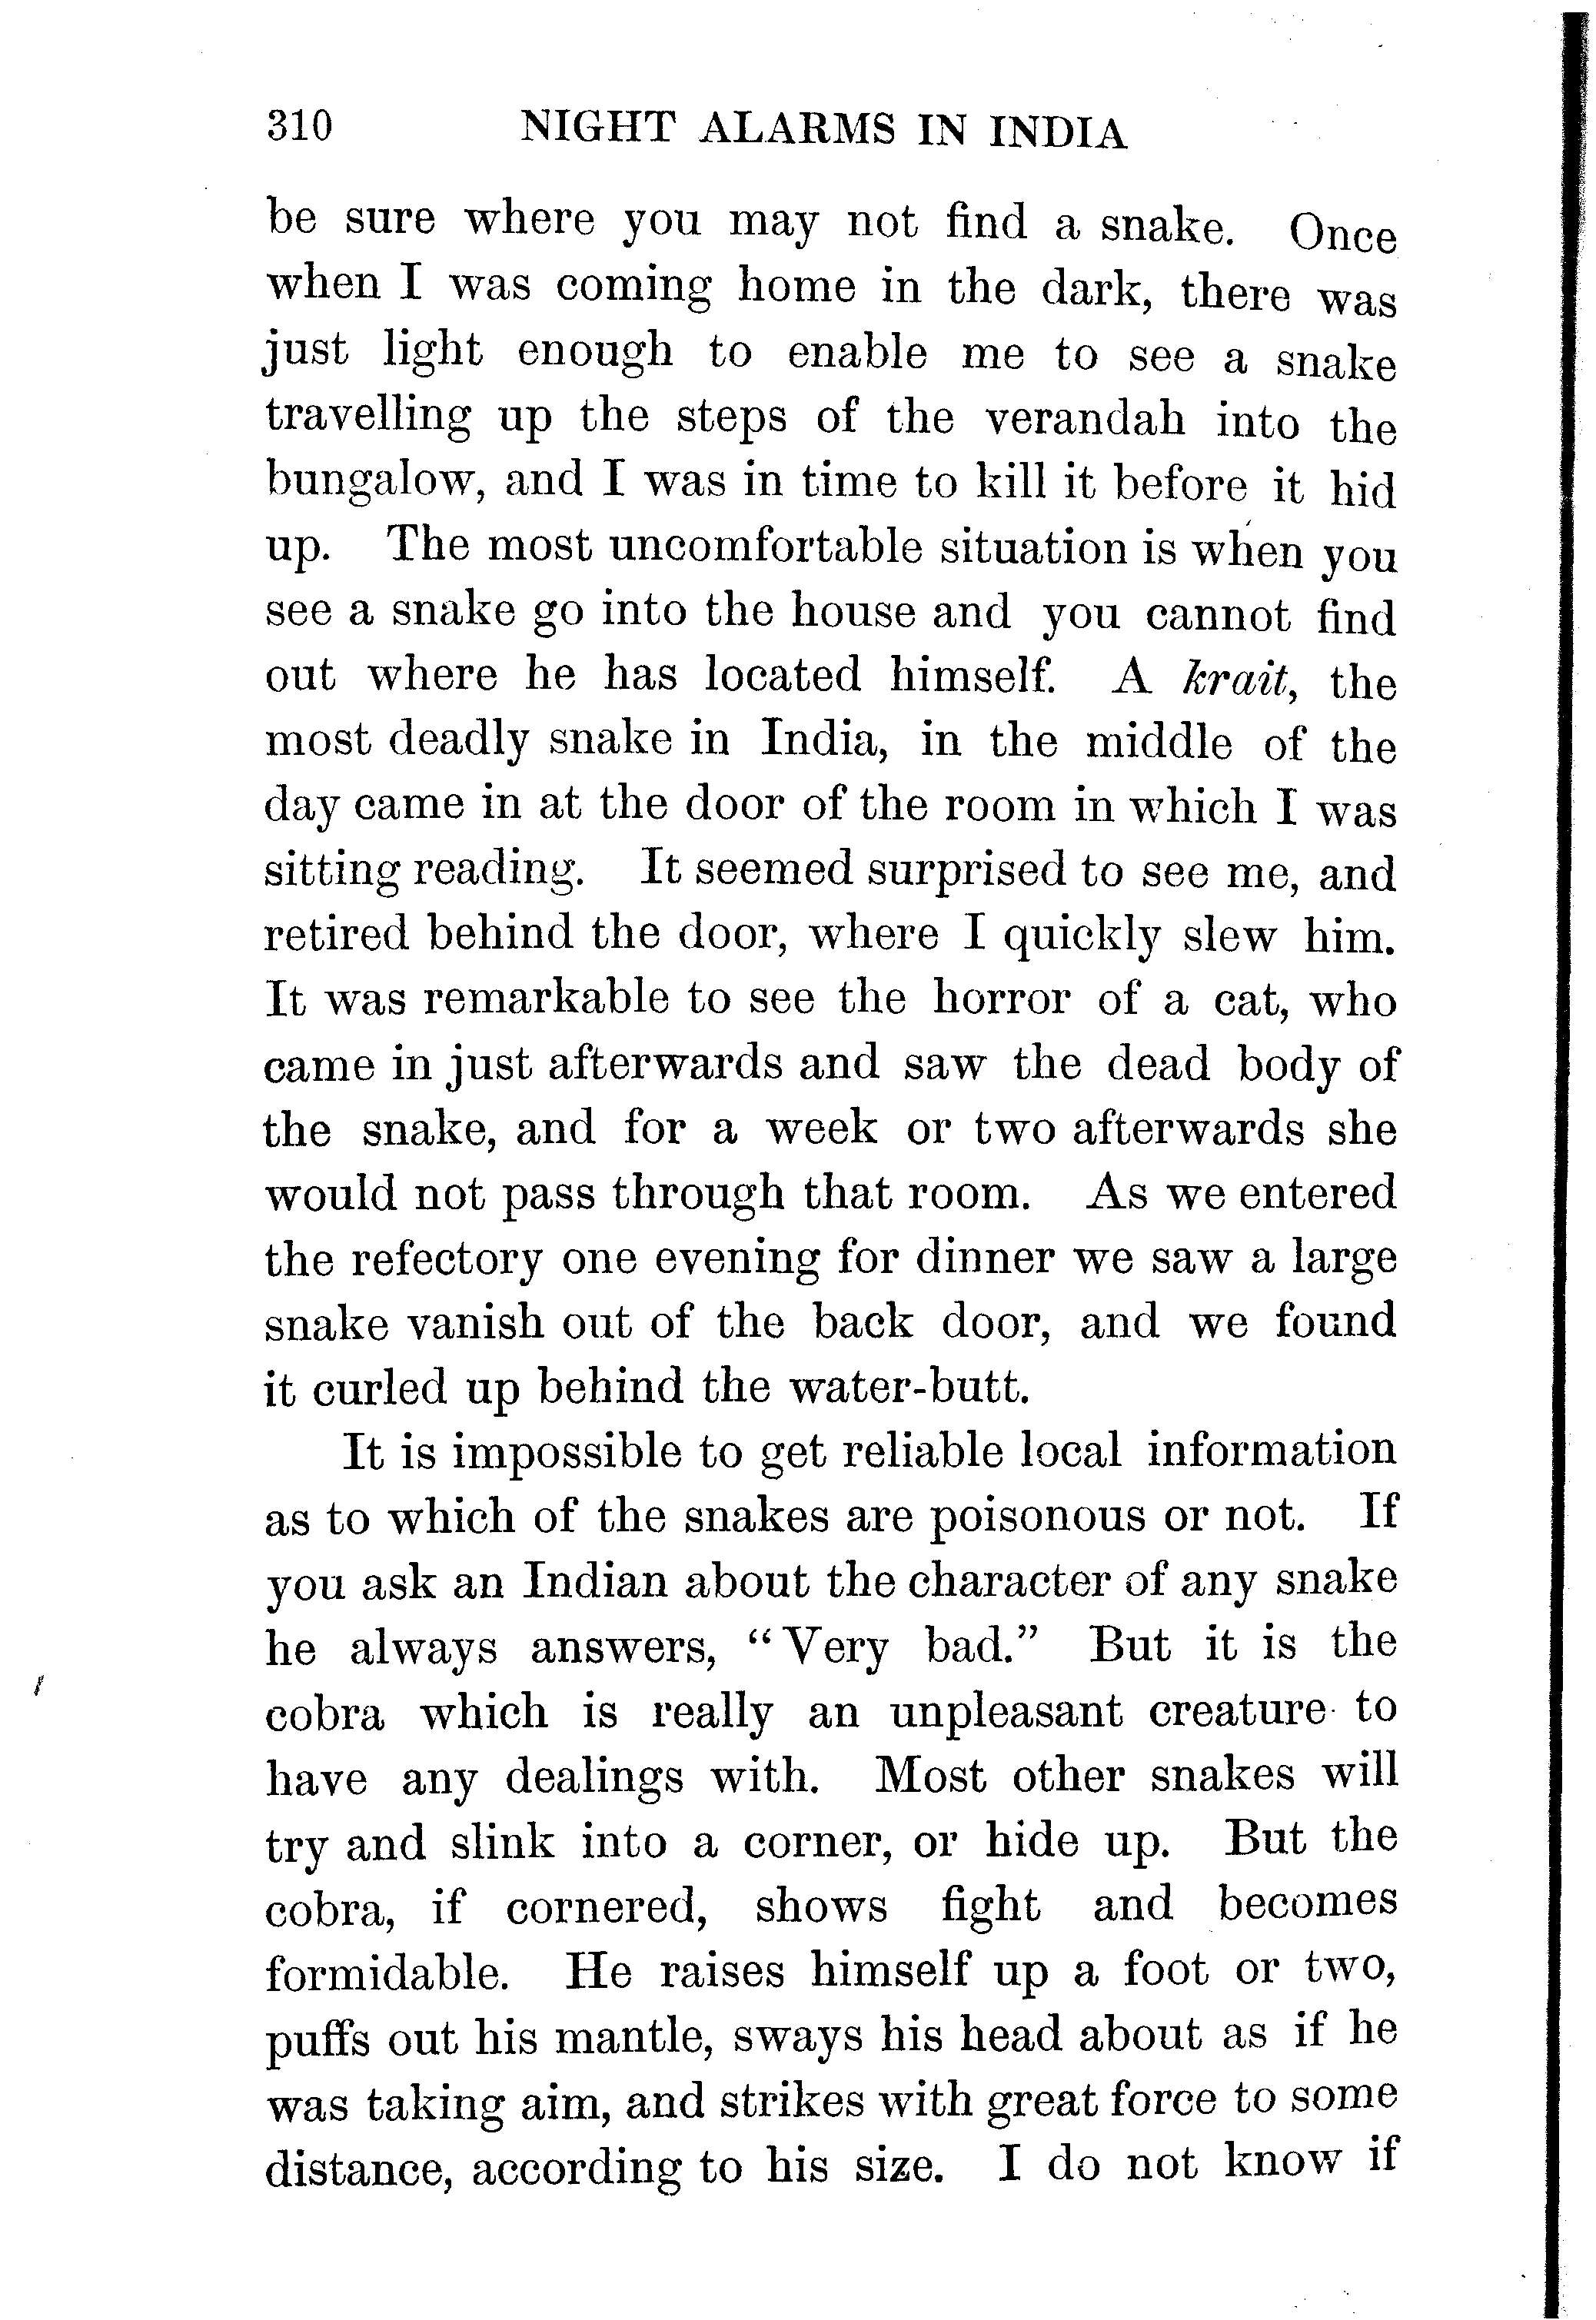 310 NIGHT ALARMS IN INDIA
be sure where you may not find a snake. Once
when I was coming home in the dark, there was
just light enough to enable me to see a snake
travelling up the steps of the verandah into the
bungalow, and I was in time to kill it before it hid
up. The most uncomfortable situation is when you
see a snake go into the house and you cannot find
out where he has located himself. A krait, the
most deadly snake in India, in the middle of the
day came in at the door of the room in which I was
sitting reading. It seemed surprised to see me, and
retired behind the door, where I quickly slew him.
It was remarkable to see the horror of a cat, who
came in just afterwards and saw the dead body of
the snake, and for a week or two afterwards she
would not pass through that room. As we entered
the refectory one evening for dinner we saw a large
snake vanish out of the back door, and we found
it curled up behind the water-butt.
It is impossible to get reliable local information
as to which of the snakes are poisonous or not. If
you ask an Indian about the character of any snake
he always answers, “Very bad.” But it is the
cobra which is really an unpleasant creature to
have any dealings with. Most other snakes will
try and slink into a corner, or hide up. But the
cobra, if cornered, shows fight and becomes
formidable. He raises himself up a foot or two,
puffs out his mantle, sways his head about as if he
was taking aim, and strikes with great force to some
distance, according to his size. I do not know if